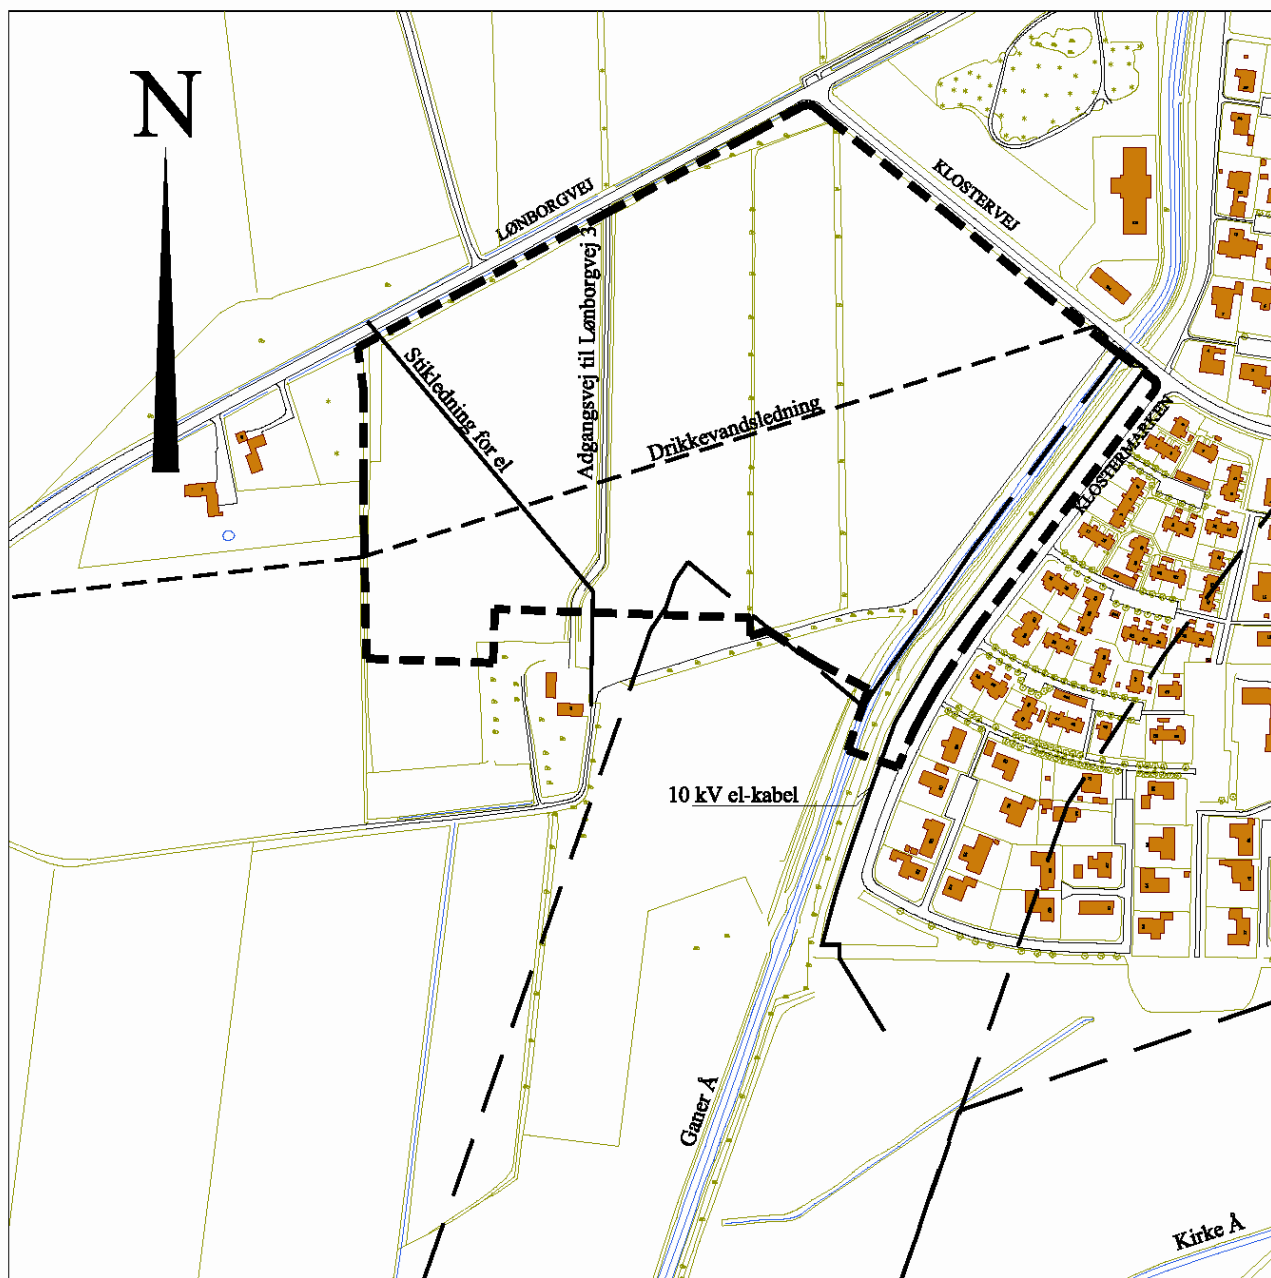 N
LØNBORGVEJ
KLOSTERVEJ
Adgangsvej til Lønborgvej 3
Stikledning for el
Drikkevandsledning
KLOSTERMARKEN
10 kV el-kabel
Ganer Å
Kirke Å